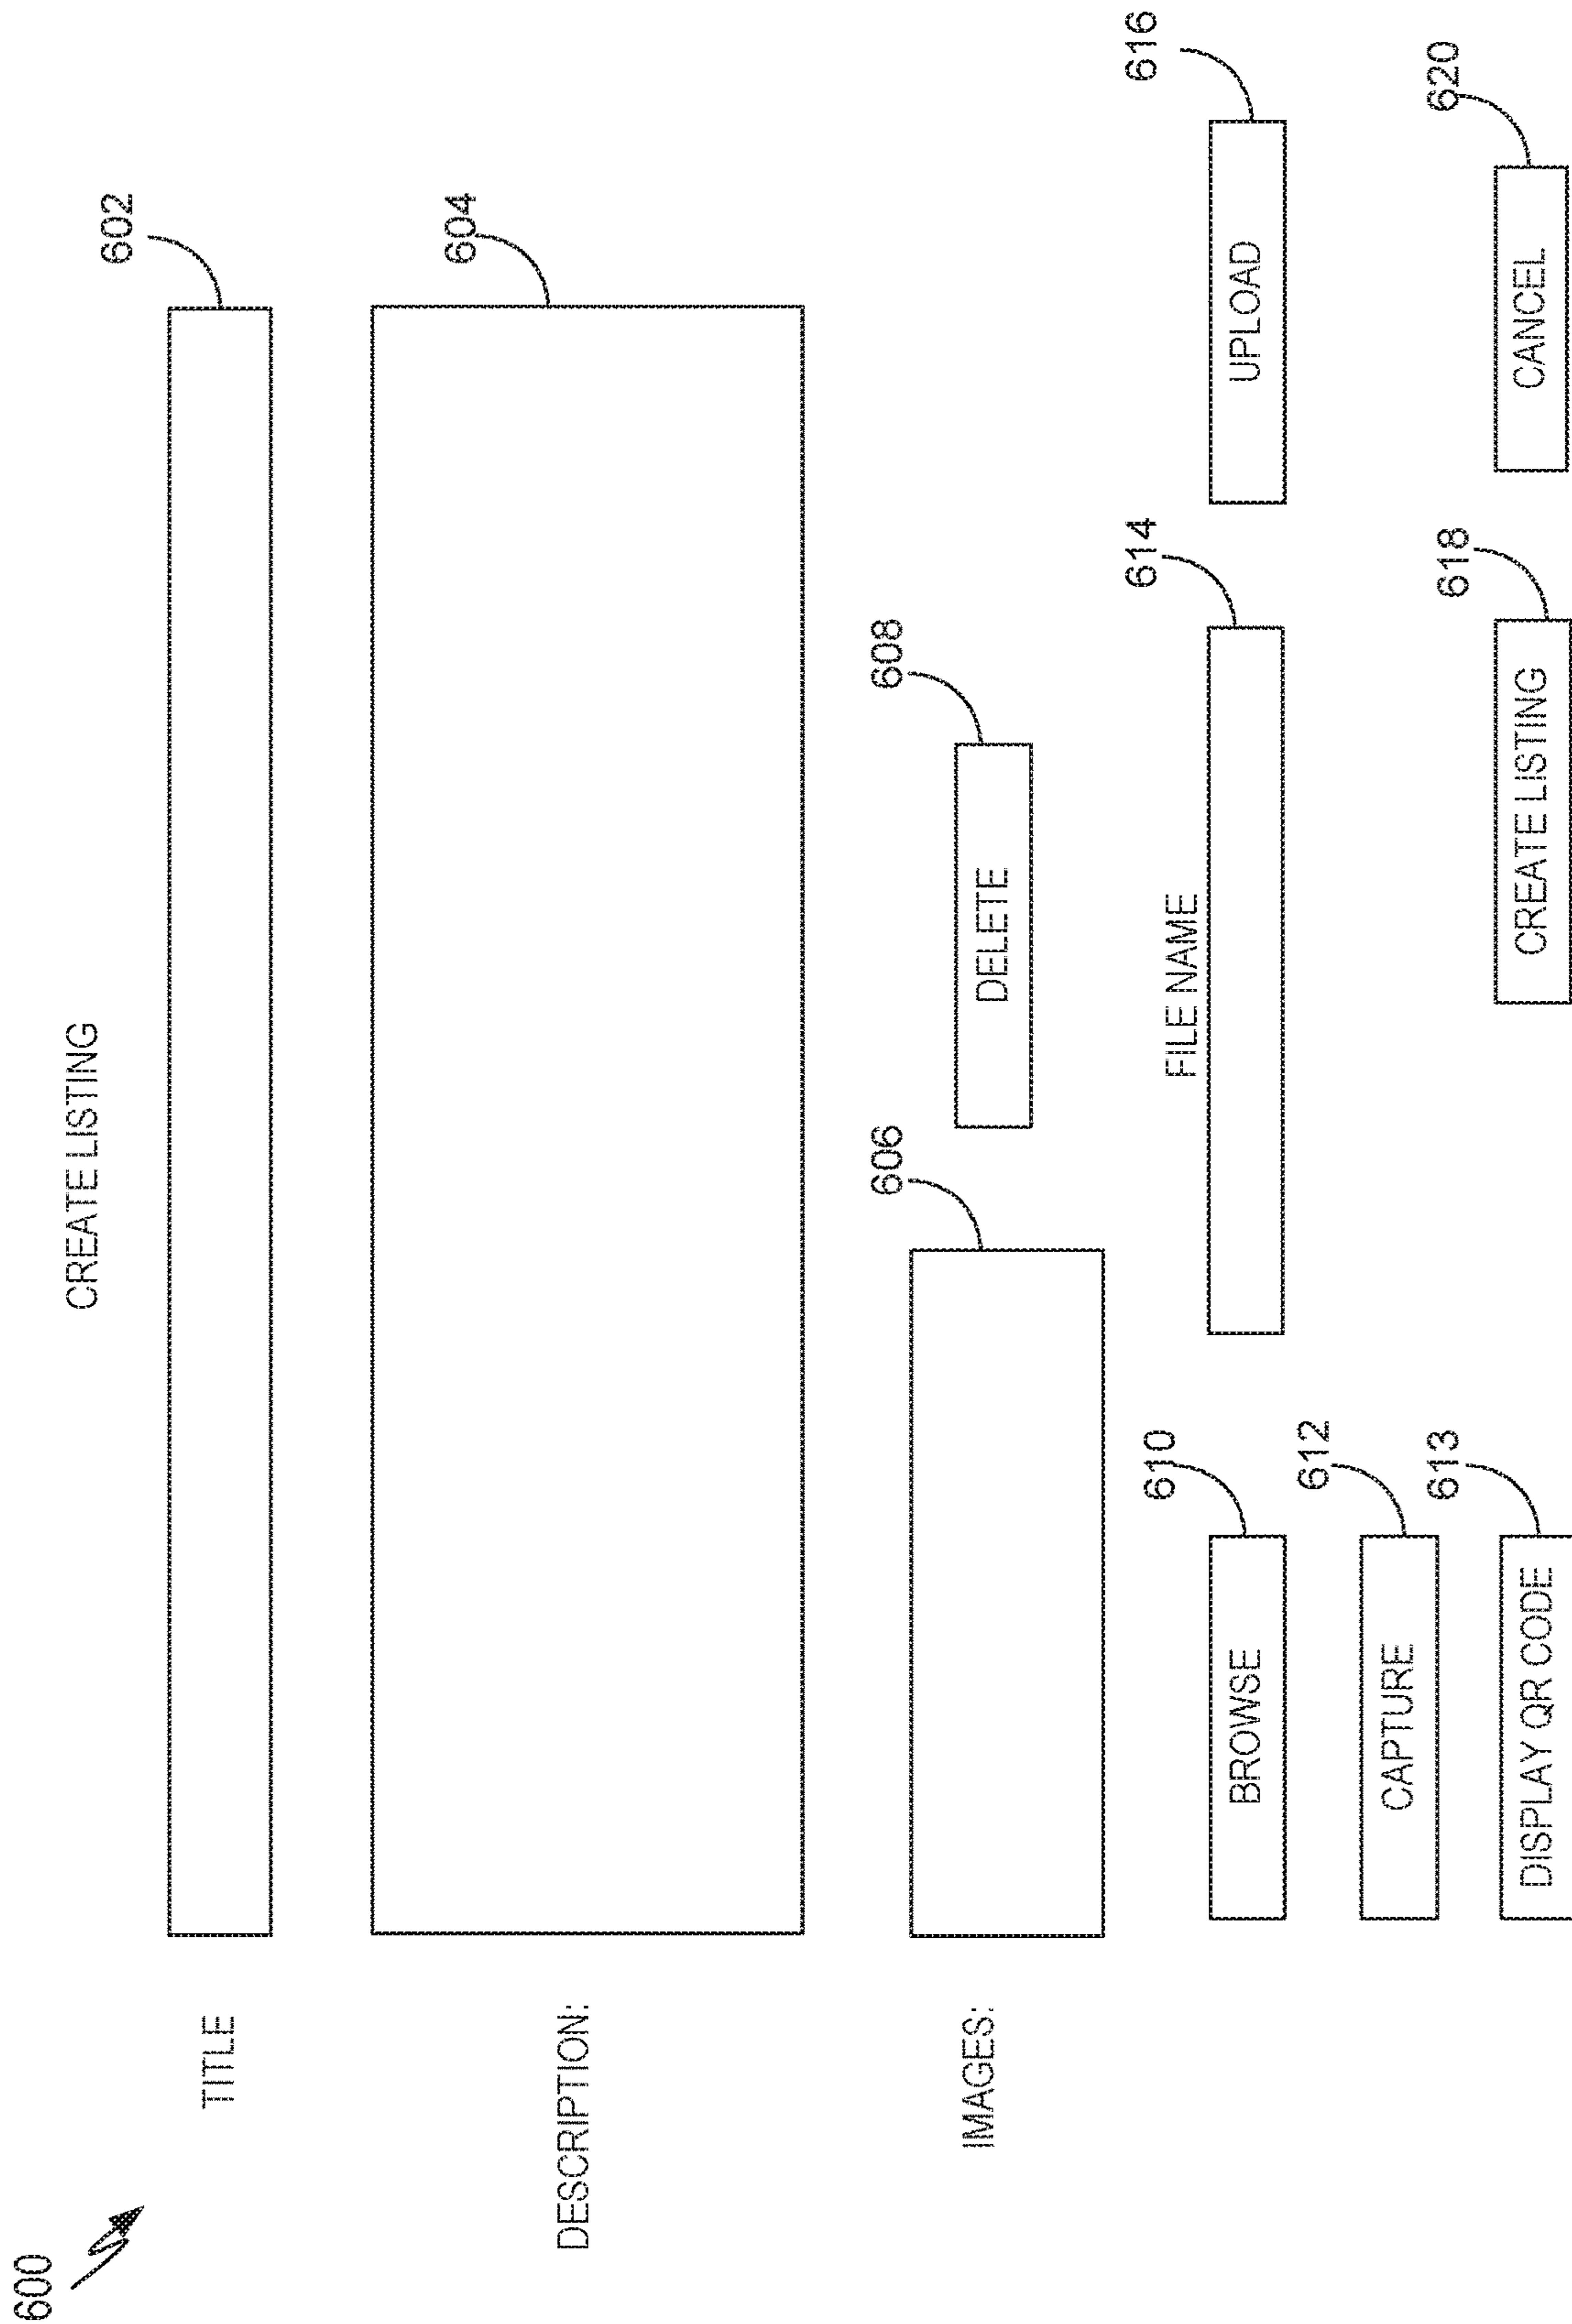 600
CREATE LISTING
602
TITLE
604
DESCRIPTION:
606
608
IMAGES:
DELETE
610
FILE NAME
614
616
BROWSE
UPLOAD
612
CAPTURE
613
618
620
DISPLAY QR CODE
CREATE LISTING
CANCEL